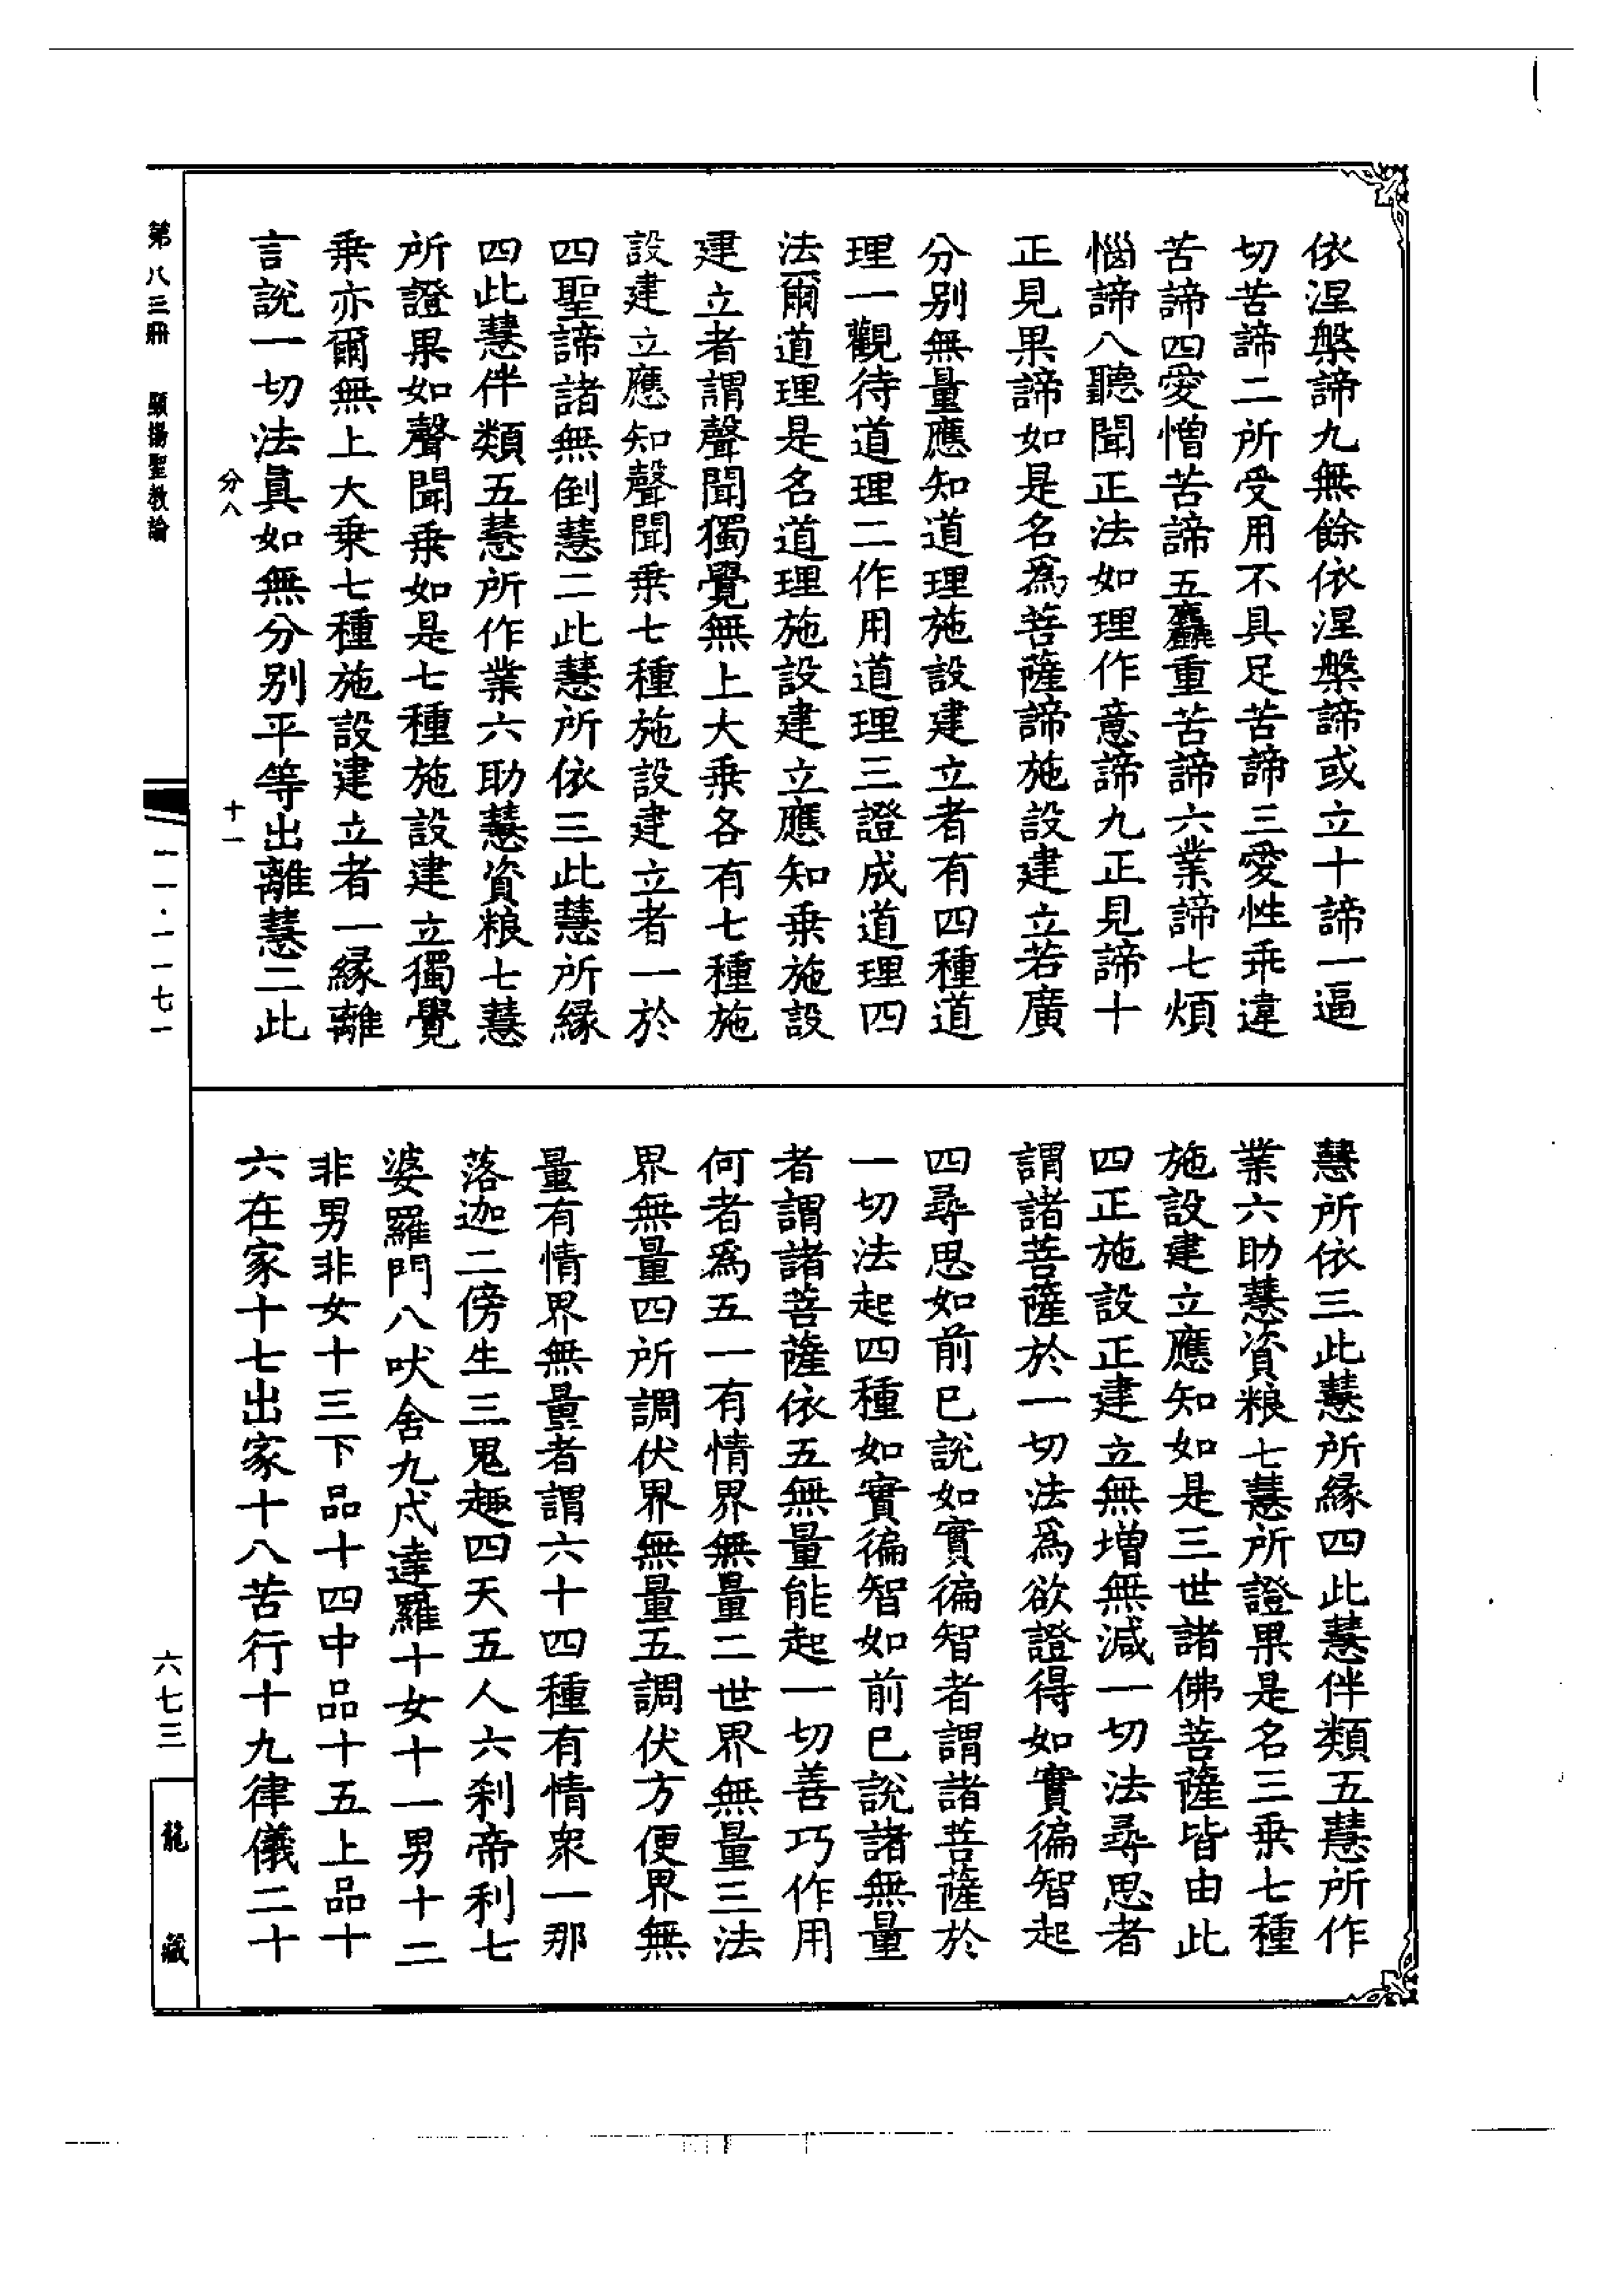 依涅槃諦九無餘依涅槃諦或立十諦一逼
切苦諦二所受用不具足苦諦三愛性乖違
苦諦四愛憎苦諦五麤重苦諦六業諦七煩
惱諦八聽聞正法如理作意諦九正見諦十
正見果諦如是名為菩薩諦施設建立若廣
分别無量應知道理施設建立者有四種道
理一觀待道理二作用道理三證成道理四
法爾道理是名道理施設建立應知乗施設
建立者謂聲聞獨覺無上大乗各有七種施
設建立應知聲聞乗七種施設建立者一於
四聖諦諸無倒慧二此慧所依三此慧所縁
四此慧伴類五慧所作業六助慧資粮七慧
所證果如聲聞乗如是七種施設建立獨覺
乗亦爾無上大乗七種施設建立者一縁離
言說一切法真如無分别平等出離慧二此
慧所依三此慧所縁四此慧伴類五慧所作
業六助慧資粮七慧所證果是名三乗七種
施設建立應知如是三世諸佛菩薩皆由此
四正施設正建立無增無減一切法尋思者
謂諸菩薩於一切法為欲證得如實徧智起
四尋思如前已說如實徧智者謂諸菩薩於
一切法起四種如實徧智如前已說諸無量
者謂諸菩薩依五無量能起一切善巧作用
何者為五一有情界無量二世界無量三法
界無量四所調伏界無量五調伏方便界無
量有情界無量者謂六十四種有情衆一那
落迦二傍生三鬼趣四天五人六刹帝利七
婆羅門八吠舍九戍達羅十女十一男十二
非男非女十三下品十四中品十五上品十
六在家十七出家十八苦行十九律儀二十
分八
十一
第八三册 顯揚聖教論
一一·一一七一
六七三
龍藏